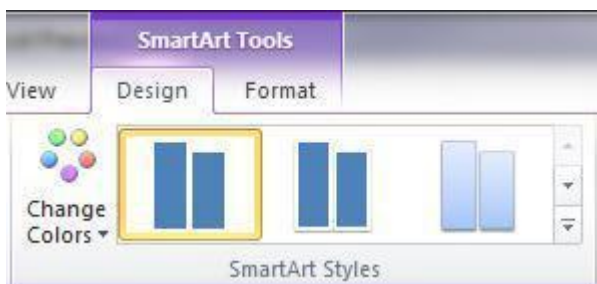 SmartArt Tools
View Design Format
Change
Colors
SmartArt Styles